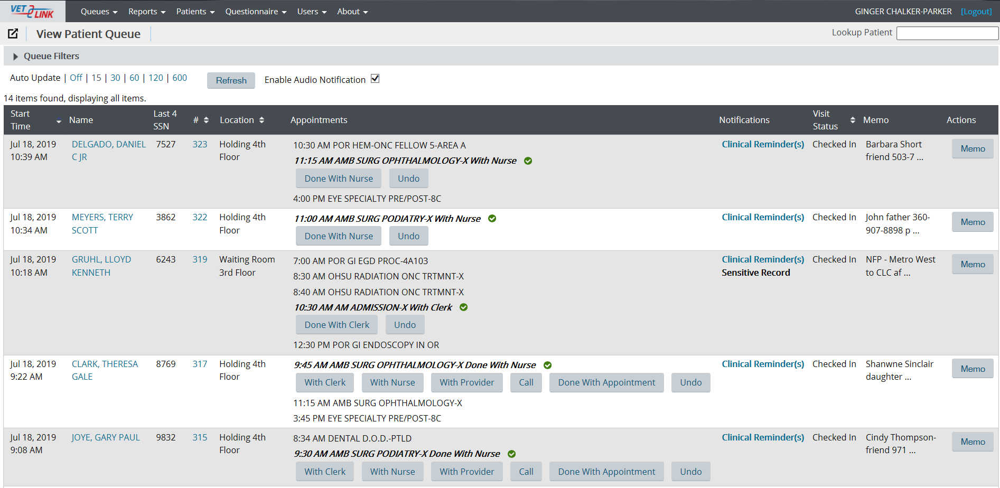 VET LINK
Queues Reports Patients Questionnaire Users About GINGER CHALKER-PARKER [Logout]
View Patient Queue Lookup Patient
Queue Filters
Auto Update | Off | 15 | 30 | 60 | 120 | 600 Refresh Enable Audio Notification
14 items found, displaying all items.
Start Time Name Last 4 SSN # Location Appointments Notifications Visit Status Memo Actions
Jul 18, 2019 DELGADO, DANIEL 7527 323 Holding 4th 10:30 AM POR HEM-ONC FELLOW 5-AREA A Clinical Reminder(s) Checked In Barbara Short Memo
10:39 AM C JR Floor friend 503-7 ...
11:15 AM AMB SURG OPHTHALMOLOGY-X With Nurse
Done With Nurse Undo
4:00 PM EYE SPECIALTY PRE/POST-8C
Jul 18, 2019 MEYERS, TERRY 3862 322 Holding 4th 11:00 AM AMB SURG PODIATRY-X With Nurse Clinical Reminder(s) Checked In John father 360- Memo
10:34 AM SCOTT Floor 907-8898 p ...
Done With Nurse Undo
Jul 18, 2019 GRUHL, LLOYD 6243 319 Waiting Room 7:00 AM POR GI EGD PROC-4A103 Clinical Reminder(s) Checked In NFP - Metro West Memo
10:18 AM KENNETH 3rd Floor 8:30 AM OHSU RADIATION ONC TRTMNT-X Sensitive Record to CLC af ...
8:40 AM OHSU RADIATION ONC TRTMNT-X
10:30 AM AM ADMISSION-X With Clerk
Done With Clerk Undo
12:30 PM POR GI ENDOSCOPY IN OR
Jul 18, 2019 CLARK, THERESA 8769 317 Holding 4th 9:45 AM AMB SURG OPHTHALMOLOGY-X Done With Nurse Clinical Reminder(s) Checked In Shanwne Sinclair Memo
9:22 AM GALE Floor daughter ...
With Clerk With Nurse With Provider Call Done With Appointment Undo
11:15 AM AMB SURG OPHTHALMOLOGY-X
3:45 PM EYE SPECIALTY PRE/POST-8C
Jul 18, 2019 JOYE, GARY PAUL 9832 315 Holding 4th 8:34 AM DENTAL D.O.D.-PTLD Clinical Reminder(s) Checked In Cindy Thompson- Memo
9:08 AM Floor 9:30 AM AMB SURG PODIATRY-X Done With Nurse friend 971 ...
With Clerk With Nurse With Provider Call Done With Appointment Undo